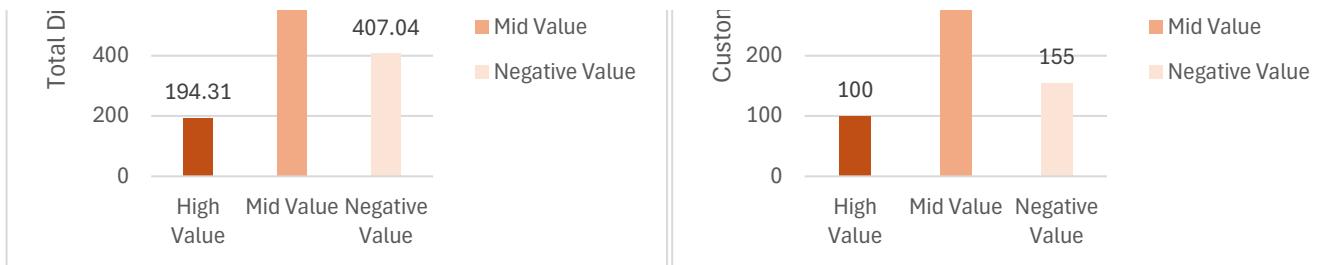 Total Di
407.04
Mid Value
400
Negative Value
194.31
200
0
High Value
Mid Value
Negative Value
Custom
Mid Value
200
155
Negative Value
100
100
0
High Value
Mid Value
Negative Value